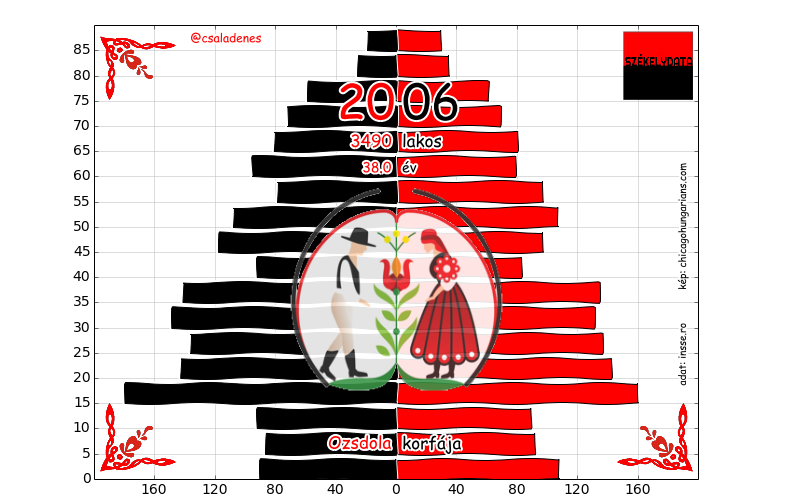 @csaladenes
SZÉKELYDATA
2006
3490 lakos
38.0 év
Ozsdola korfája
kép: chicagohungarians.com
adat: insse.ro
85
80
75
70
65
60
55
50
45
40
35
30
25
20
15
10
5
0
160 120 80 40 0 40 80 120 160